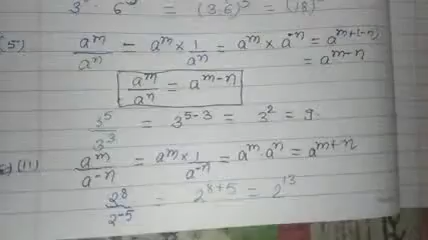 3 · 6 = (3.6) = (18)
(5) a^m/a^n - a^m × 1/a^n = a^m × a^-n = a^m+(-n)
= a^m-n
a^m/a^n = a^m-n
3^5/3^3 = 3^5-3 = 3^2 = 9.
(11) a^m/a^-n = a^m × 1/a^-n = a^m · a^n = a^m+n
2^8/2^-5 = 2^8+5 = 2^13